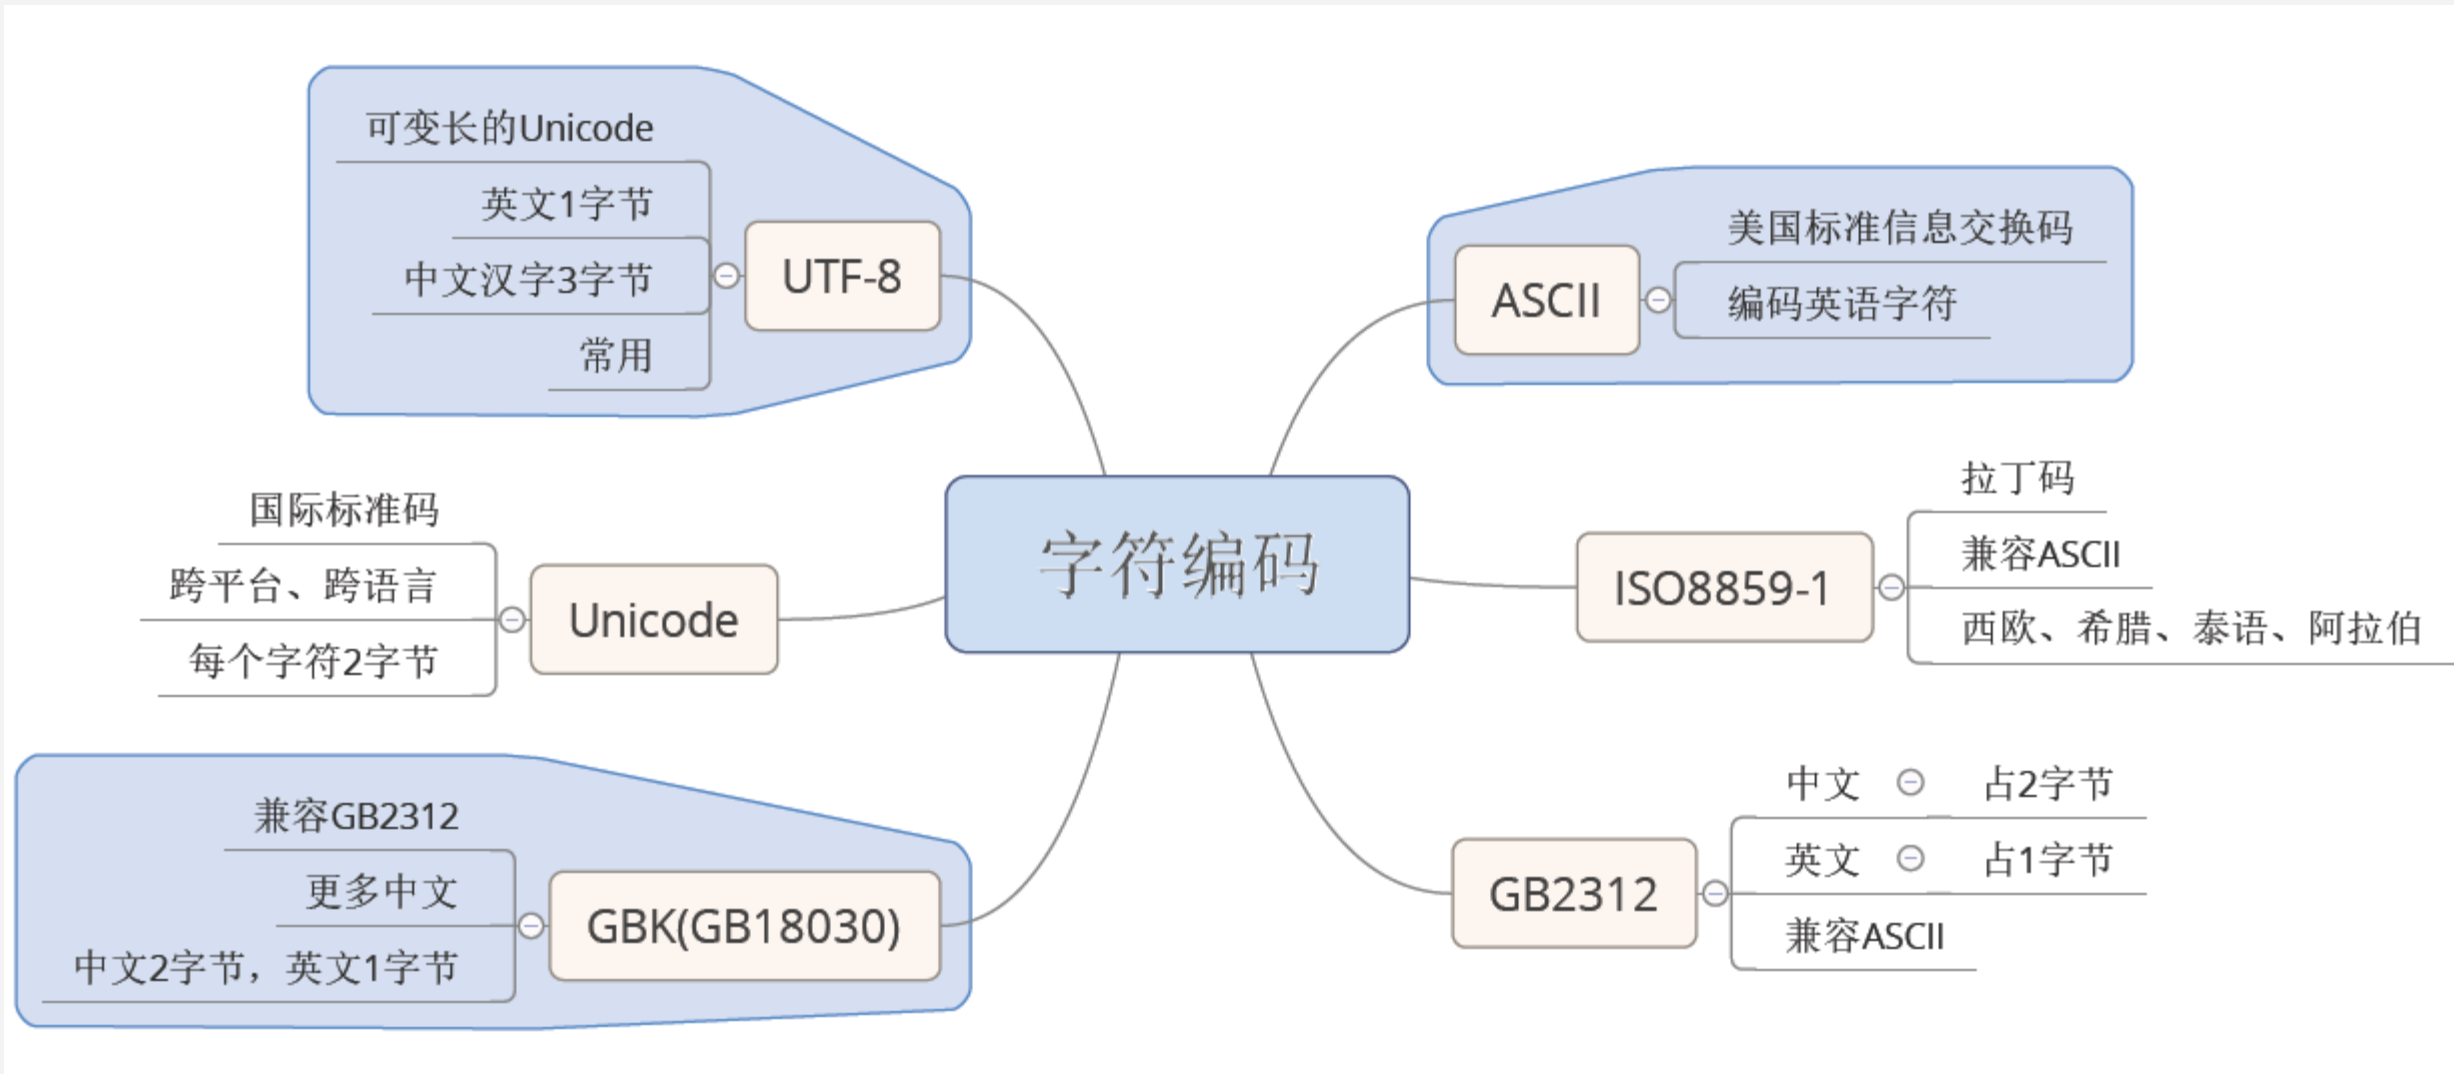 字符编码
ASCII
美国标准信息交换码
编码英语字符
ISO8859-1
拉丁码
兼容ASCII
西欧、希腊、泰语、阿拉伯
GB2312
中文 占2字节
英文 占1字节
兼容ASCII
UTF-8
可变长的Unicode
英文1字节
中文汉字3字节
常用
Unicode
国际标准码
跨平台、跨语言
每个字符2字节
GBK(GB18030)
兼容GB2312
更多中文
中文2字节，英文1字节